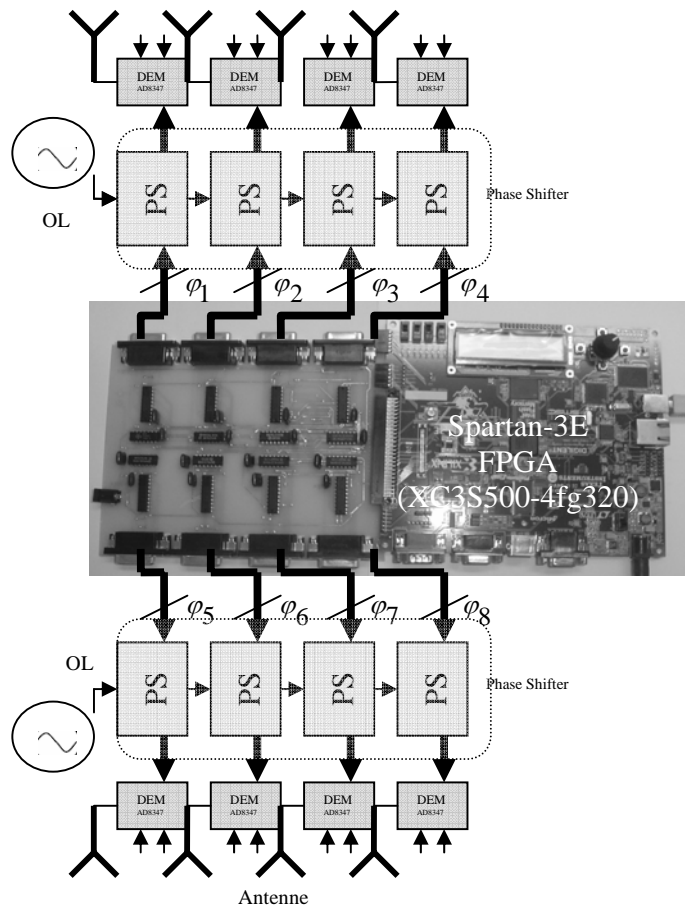 DEM DEM DEM DEM
AD8347 AD8347 AD8347 AD8347
PS PS PS PS
OL
Phase Shifter
φ1 φ2 φ3 φ4
Spartan-3E
FPGA
(XC3S500-4fg320)
φ5 φ6 φ7 φ8
OL
PS PS PS PS
Phase Shifter
DEM DEM DEM DEM
AD8347 AD8347 AD8347 AD8347
Antenne